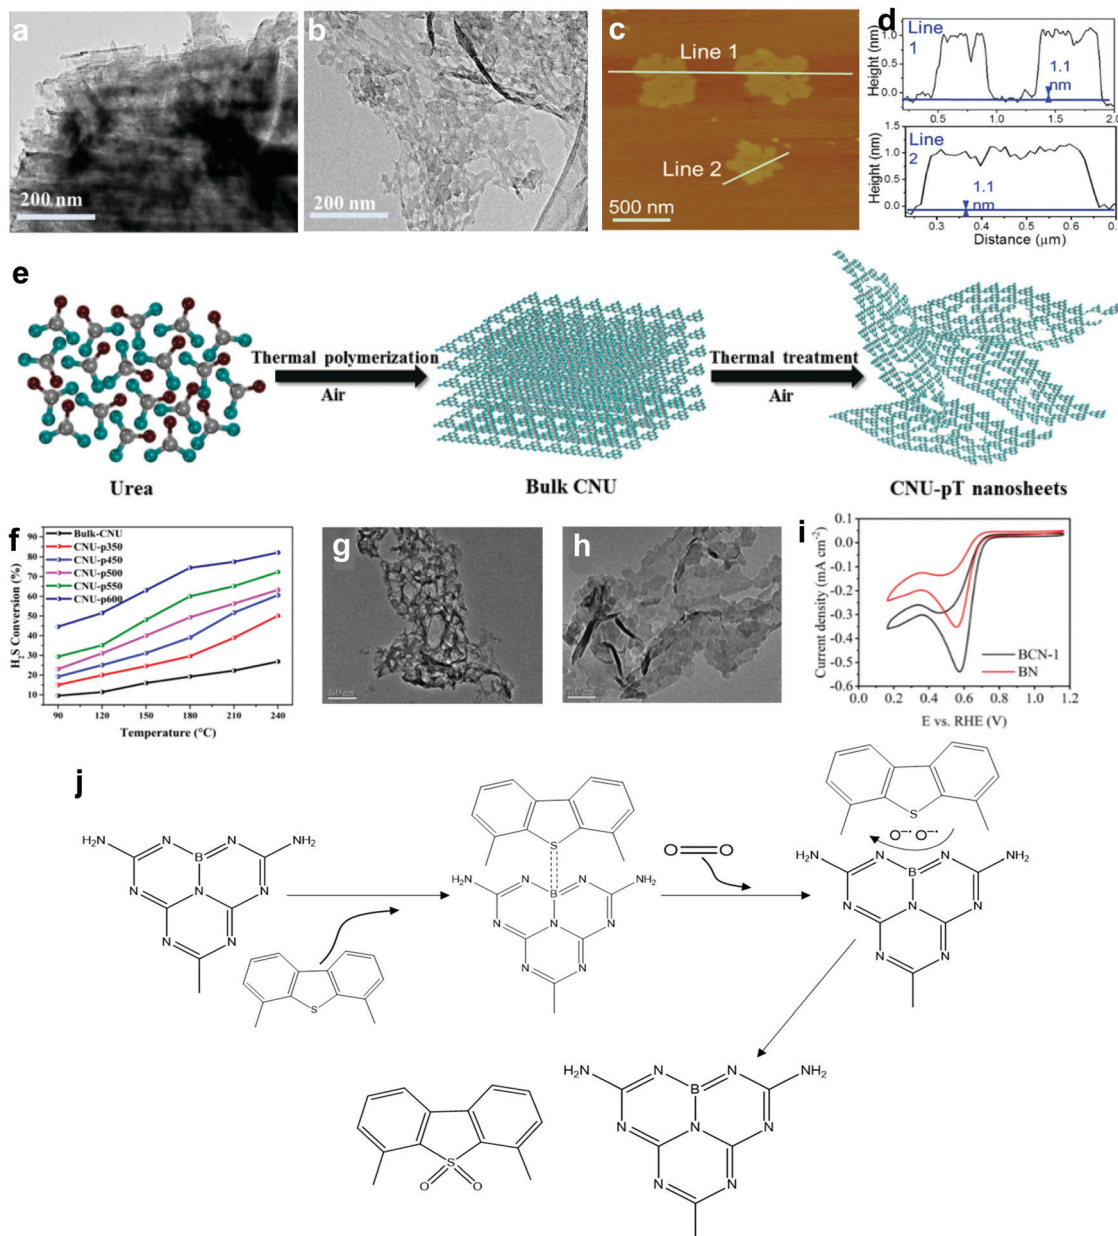 a
200 nm
b
200 nm
c
Line 1
Line 2
500 nm
d
Height (nm)
Line 1
1.0
0.5
0.0
1.1 nm
0.5
1.0
1.5
2.0
Height (nm)
Line 2
1.0
0.5
0.0
1.1 nm
0.3
0.4
0.5
0.6
Distance (μm)
e
Thermal polymerization
Air
Thermal treatment
Air
Urea
Bulk CNU
CNU-pT nanosheets
f
H₂S Conversion (%)
90
80
70
60
50
40
30
20
10
Bulk-CNU
CNU-p350
CNU-p450
CNU-p500
CNU-p550
CNU-p600
90
120
150
180
210
240
Temperature (°C)
g
h
i
Current density (mA cm⁻²)
0.1
0.0
-0.1
-0.2
-0.3
-0.4
-0.5
-0.6
BCN-1
BN
0.0
0.4
0.8
1.2
E vs. RHE (V)
j
H₂N N B N NH₂
N N N
N N
S
S
H₂N N B N NH₂
N N N
N N
O O
S
O⁻• O⁻•
H₂N N B N NH₂
N N N
N N
S
O O
H₂N N B N NH₂
N N N
N N